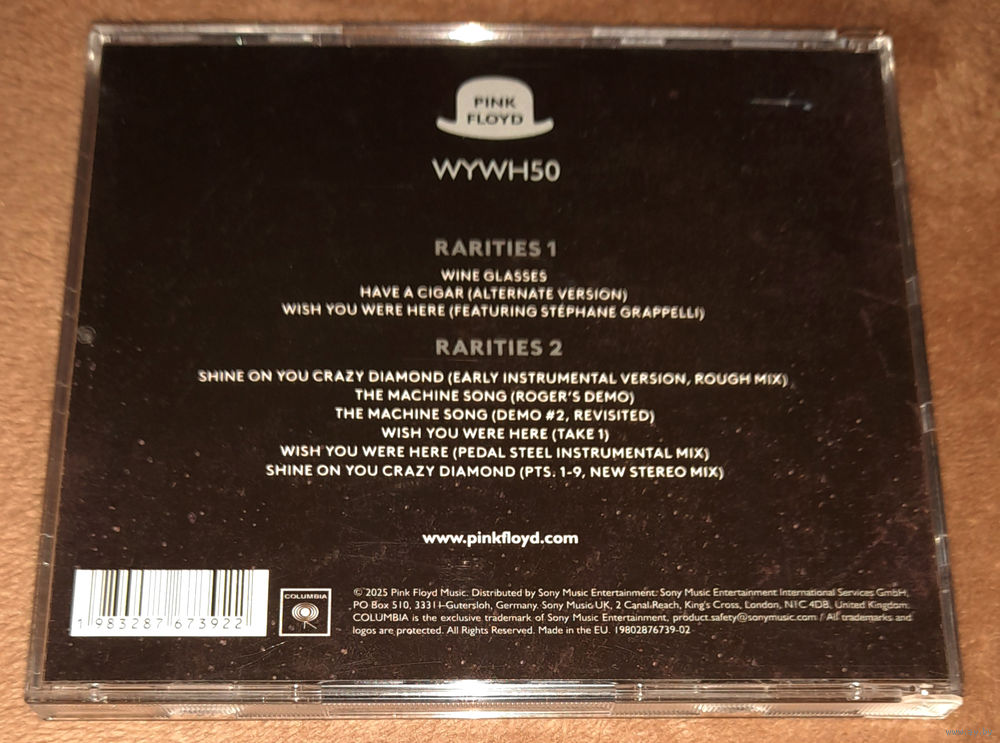 PINK
FLOYD
WYWH50
RARITIES 1
WINE GLASSES
HAVE A CIGAR (ALTERNATE VERSION)
WISH YOU WERE HERE (FEATURING STÉPHANE GRAPPELLI)
RARITIES 2
SHINE ON YOU CRAZY DIAMOND (EARLY INSTRUMENTAL VERSION, ROUGH MIX)
THE MACHINE SONG (ROGER'S DEMO)
THE MACHINE SONG (DEMO #2, REVISITED)
WISH YOU WERE HERE (TAKE 1)
WISH YOU WERE HERE (PEDAL STEEL INSTRUMENTAL MIX)
SHINE ON YOU CRAZY DIAMOND (PTS. 1-9, NEW STEREO MIX)
www.pinkfloyd.com
1 98328 767392 2
COLUMBIA
© 2025 Pink Floyd Music. Distributed by Sony Music Entertainment. Sony Music Entertainment International Services GmbH,
PO Box 510, 33311 Gutersloh, Germany. Sony Music UK, 2 Canal Reach, King's Cross, London, N1C 4DB, United Kingdom.
COLUMBIA is the exclusive trademark of Sony Music Entertainment, product.safety@sonymusic.com / All trademarks and
logos are protected. All Rights Reserved. Made in the EU. 19802876739-02